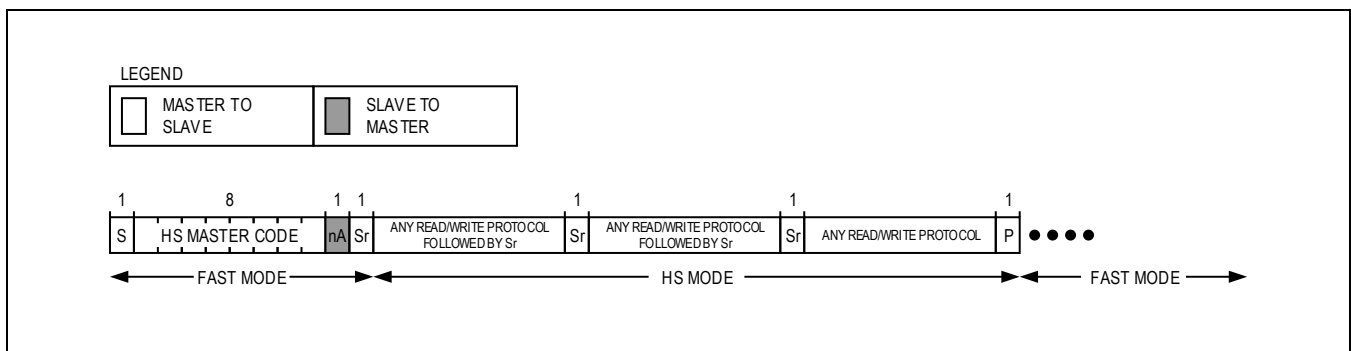 LEGEND
MASTER TO
SLAVE
SLAVE TO
MASTER
1 8 1 1 1 1 1
S HS MASTER CODE nA Sr ANY READ/WRITE PROTOCOL FOLLOWED BY Sr Sr ANY READ/WRITE PROTOCOL FOLLOWED BY Sr Sr ANY READ/WRITE PROTOCOL P
FAST MODE HS MODE FAST MODE